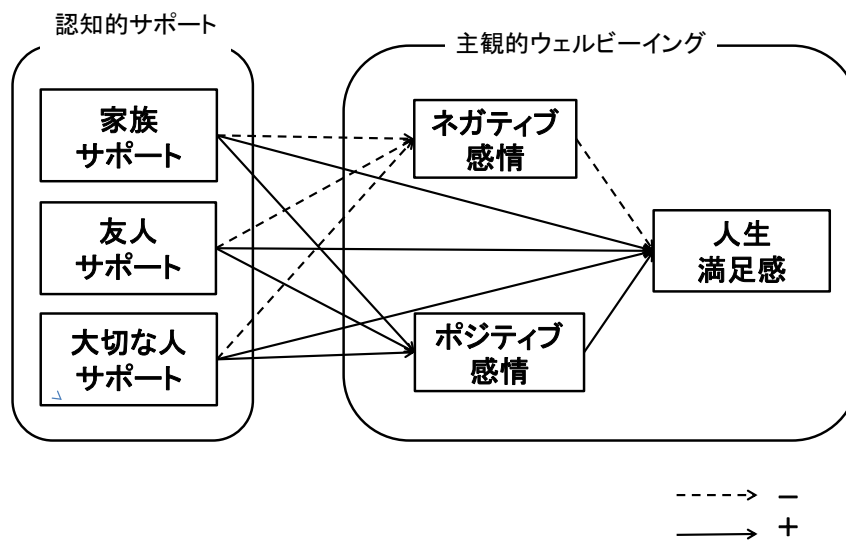 認知的サポート
主観的ウェルビーイング
家族
サポート
友人
サポート
大切な人
サポート
ネガティブ
感情
ポジティブ
感情
人生
満足感
−
+